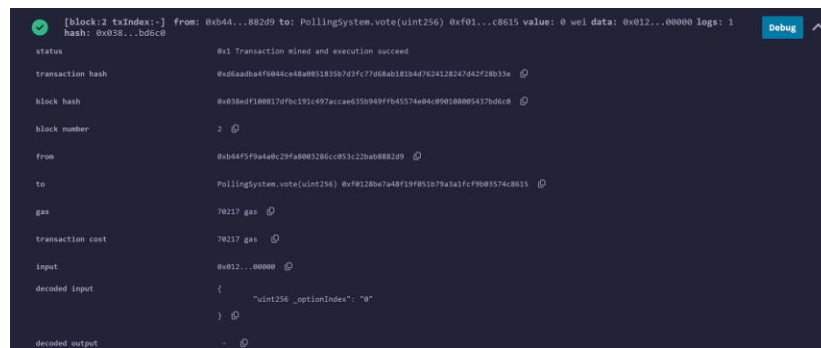 [block:2 txIndex:-] from: 0xb44...882d9 to: PollingSystem.vote(uint256) 0xf01...c8615 value: 0 wei data: 0x012...00000 logs: 1
hash: 0x038...bd6c0
Debug
status 0x1 Transaction mined and execution succeed
transaction hash 0xd6aadba4f6044ce48a0851835b7d3fc77d68ab181b4d7624128247d42f28b33e
block hash 0x038edf100817dfbc191c497accae635b949ffb45574e04c090108005437bd6c0
block number 2
from 0xb44f5f9a4a0c29fa8003286cc053c22bab8882d9
to PollingSystem.vote(uint256) 0xf0128be7a48f19f051b79a3a1fcf9b03574c8615
gas 70217 gas
transaction cost 70217 gas
input 0x012...00000
decoded input {
"uint256 _optionIndex": "0"
}
decoded output -